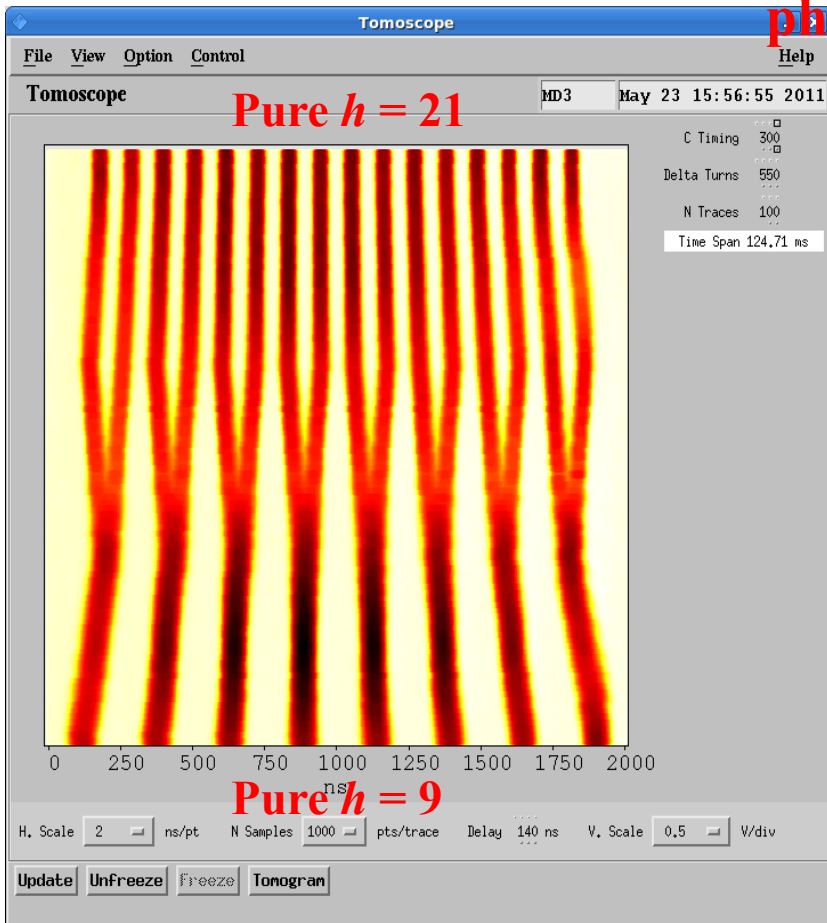 Tomoscope
ph
File View Option Control Help
Tomoscope MD3 May 23 15:56:55 2011
Pure h = 21
C Timing 300
Delta Turns 550
N Traces 100
Time Span 124.71 ms
0 250 500 750 1000 1250 1500 1750 2000
ns
Pure h = 9
H. Scale 2 ns/pt N Samples 1000 pts/trace Delay 140 ns V. Scale 0.5 V/div
Update Unfreeze Freeze Tomogram